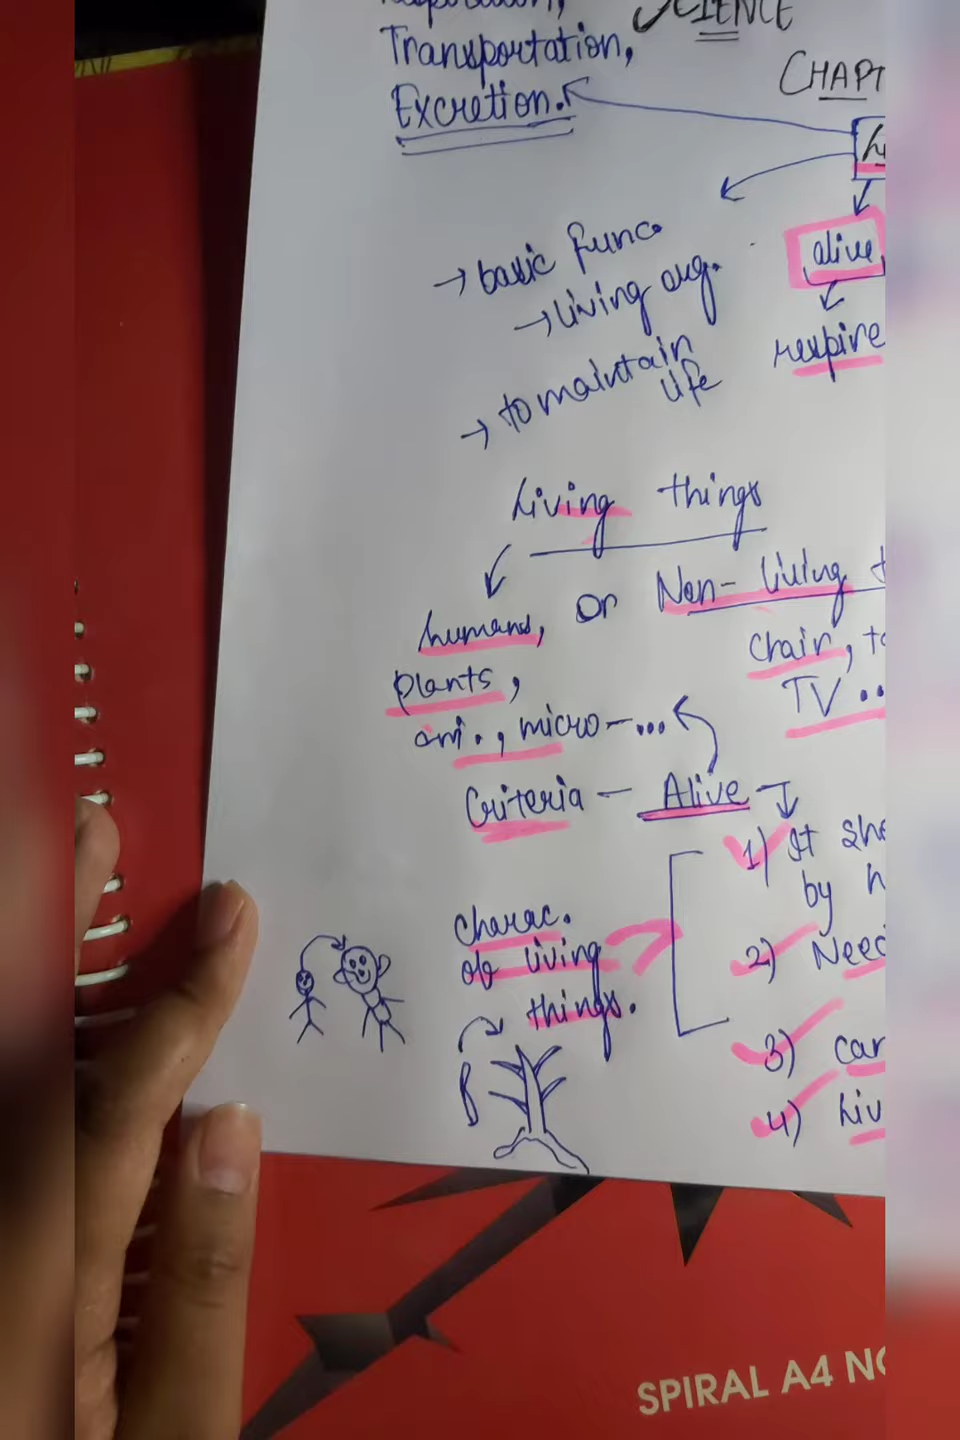 Transportation,
SCIENCE
Excretion.
CHAPT
→ basic func.
→ living org.
alive
→ to maintain
life
respire
Living things
humans, or Non-living
plants,
chair,
ani., micro-...
TV ..
Criteria - Alive
1) It
by
charac.
of living
things.
2) Need
3)
4) Liv
SPIRAL A4